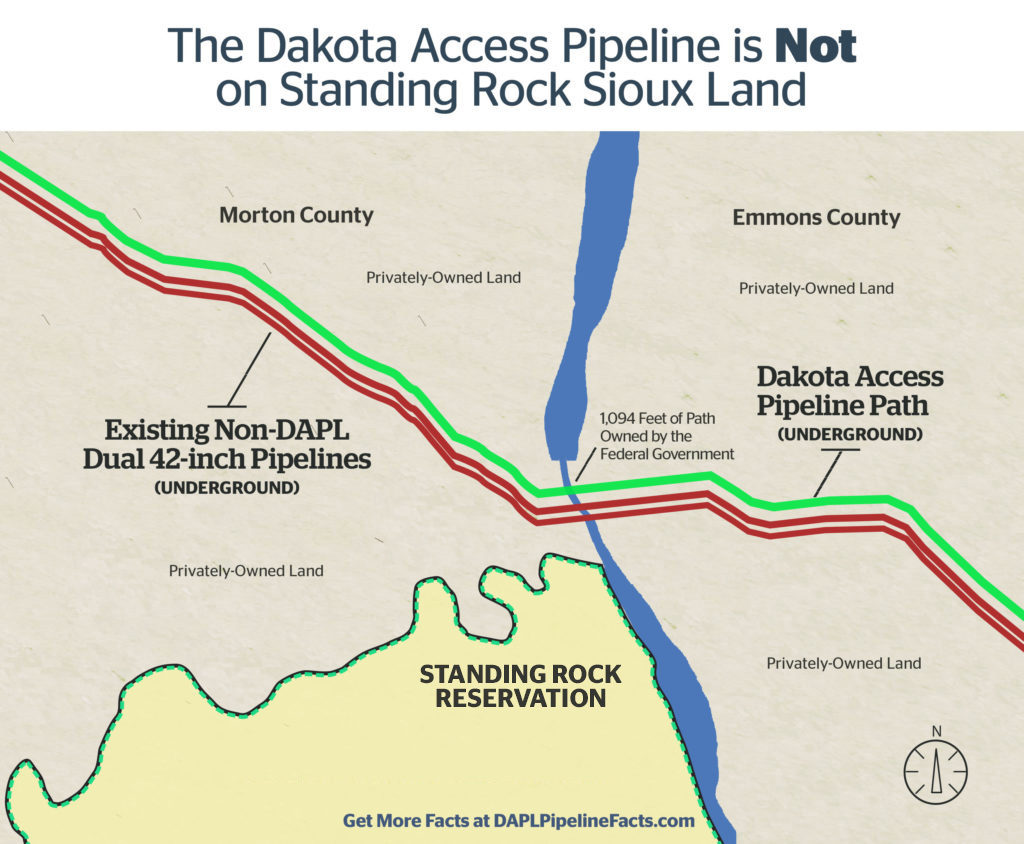 The Dakota Access Pipeline is Not
on Standing Rock Sioux Land
Morton County
Emmons County
Privately-Owned Land
Privately-Owned Land
Dakota Access
Pipeline Path
(UNDERGROUND)
1,094 Feet of Path
Owned by the
Federal Government
Existing Non-DAPL
Dual 42-inch Pipelines
(UNDERGROUND)
Privately-Owned Land
Privately-Owned Land
STANDING ROCK
RESERVATION
N
Get More Facts at DAPLPipelineFacts.com